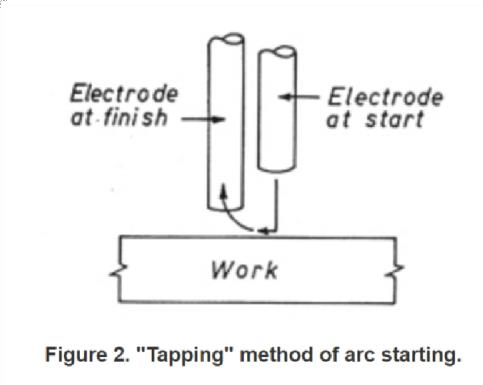 Electrode
at finish
Electrode
at start
Work
Figure 2. "Tapping" method of arc starting.